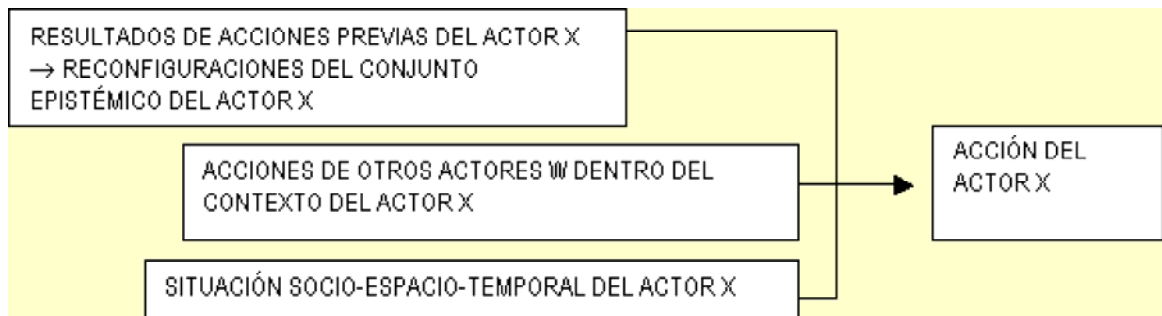 RESULTADOS DE ACCIONES PREVIAS DEL ACTOR X
→ RECONFIGURACIONES DEL CONJUNTO
EPISTÉMICO DEL ACTOR X
ACCIONES DE OTROS ACTORES W DENTRO DEL
CONTEXTO DEL ACTOR X
SITUACIÓN SOCIO-ESPACIO-TEMPORAL DEL ACTOR X
ACCIÓN DEL
ACTOR X